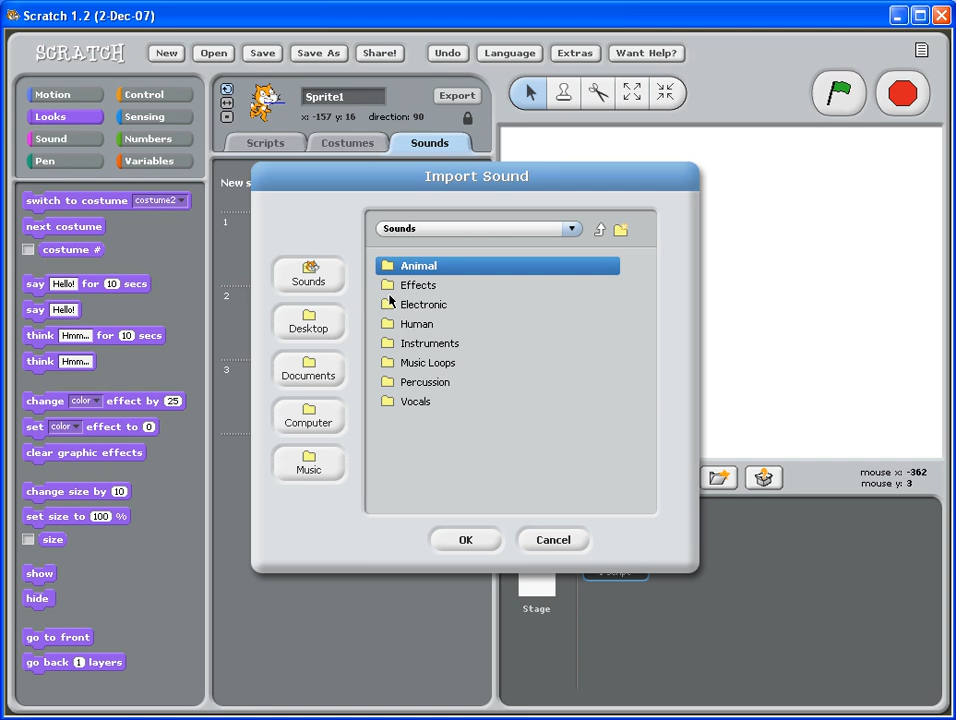 Scratch 1.2 (2-Dec-07)
SCRATCH
New
Open
Save
Save As
Share!
Undo
Language
Extras
Want Help?
Motion
Control
Looks
Sensing
Sound
Numbers
Pen
Variables
Sprite1
Export
x: -157 y: 16 direction: 90
Scripts
Costumes
Sounds
switch to costume costume2
next costume
costume #
say Hello! for 10 secs
say Hello!
think Hmm... for 10 secs
think Hmm...
change color effect by 25
set color effect to 0
clear graphic effects
change size by 10
set size to 100 %
size
show
hide
go to front
go back 1 layers
New s
1
2
3
Import Sound
Sounds
Sounds
Desktop
Documents
Computer
Music
Animal
Effects
Electronic
Human
Instruments
Music Loops
Percussion
Vocals
OK
Cancel
mouse x: -362
mouse y: 3
Stage